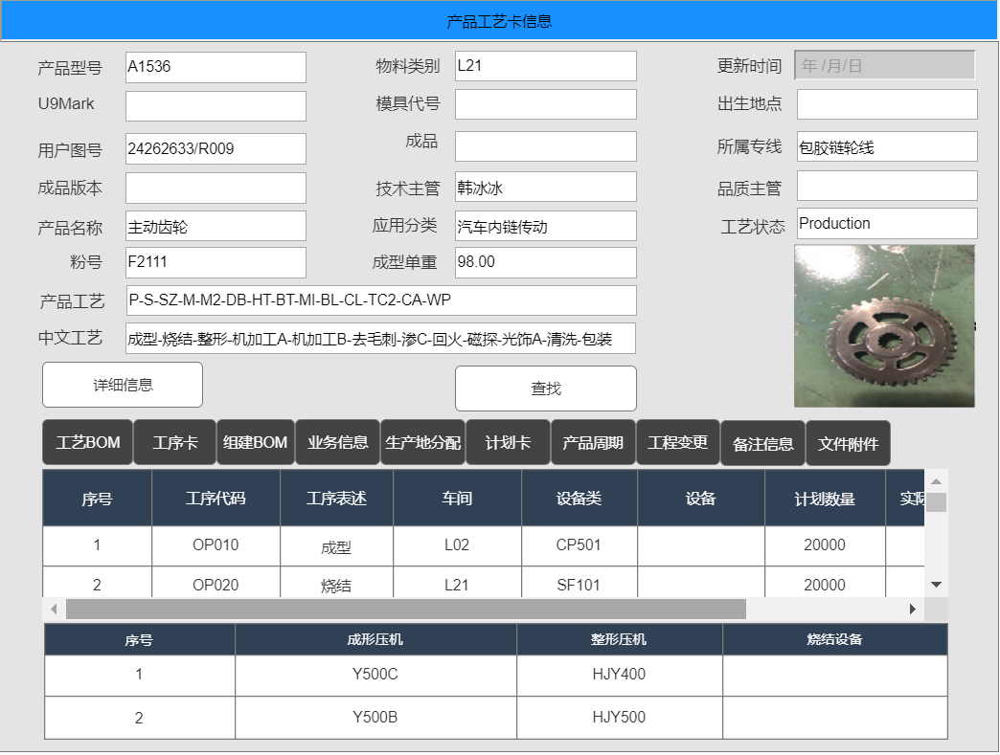 产品工艺卡信息
产品型号 A1536 物料类别 L21 更新时间 年 /月/日
U9Mark 模具代号 出生地点
用户图号 24262633/R009 成品 所属专线 包胶链轮线
成品版本 技术主管 韩冰冰 品质主管
产品名称 主动齿轮 应用分类 汽车内链传动 工艺状态 Production
粉号 F2111 成型单重 98.00
产品工艺 P-S-SZ-M-M2-DB-HT-BT-MI-BL-CL-TC2-CA-WP
中文工艺 成型-烧结-整形-机加工A-机加工B-去毛刺-渗C-回火-磁探-光饰A-清洗-包装
详细信息 查找
工艺BOM 工序卡 组建BOM 业务信息 生产地分配 计划卡 产品周期 工程变更 备注信息 文件附件
序号 工序代码 工序表述 车间 设备类 设备 计划数量 实际
1 OP010 成型 L02 CP501 20000
2 OP020 烧结 L21 SF101 20000
序号 成形压机 整形压机 烧结设备
1 Y500C HJY400
2 Y500B HJY500